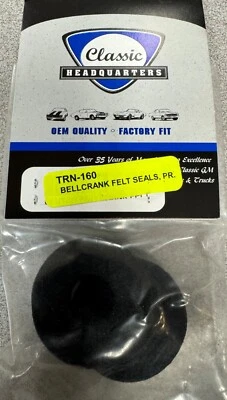 Classic
HEADQUARTERS
OEM QUALITY • FACTORY FIT
Over 35 Years of Excellence
Classic GM
& Trucks
TRN-160
BELLCRANK FELT SEALS, PR.